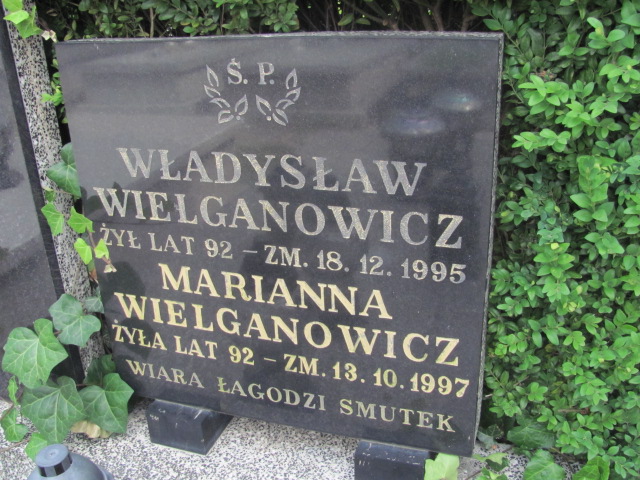 Ś. P.
WŁADYSŁAW
WIELGANOWICZ
ŻYŁ LAT 92 – ZM. 18. 12. 1995
MARIANNA
WIELGANOWICZ
ŻYŁA LAT 92 – ZM. 13. 10. 1997
WIARA ŁAGODZI SMUTEK